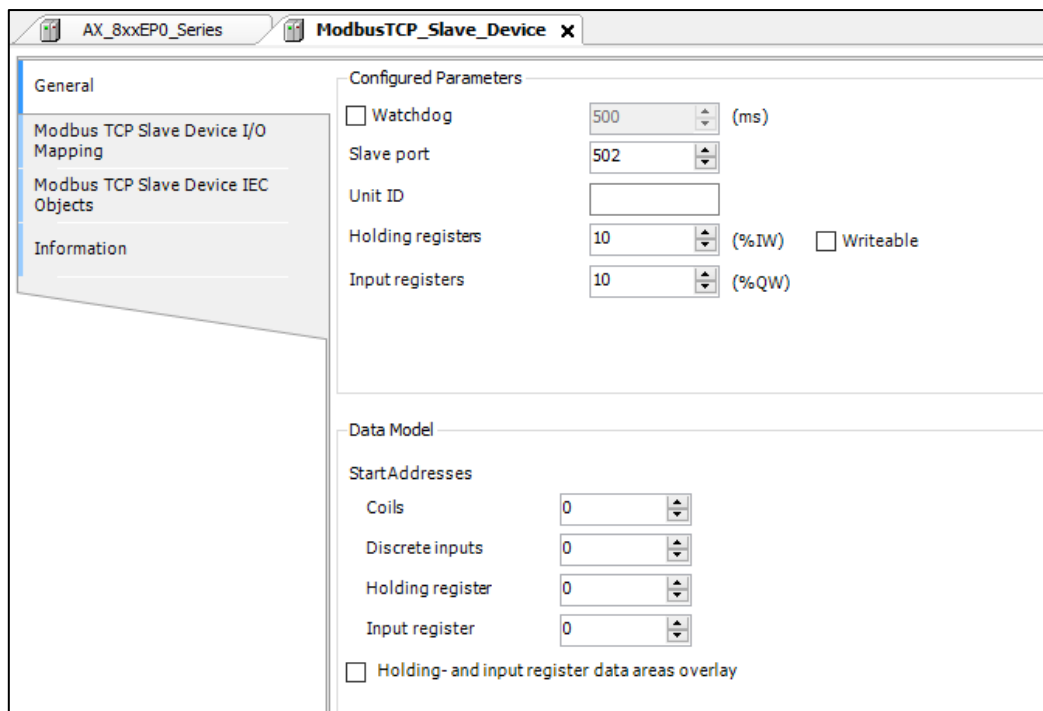 AX_8xxEP0_Series
ModbusTCP_Slave_Device
General
Modbus TCP Slave Device I/O
Mapping
Modbus TCP Slave Device IEC
Objects
Information
Configured Parameters
Watchdog 500 (ms)
Slave port 502
Unit ID
Holding registers 10 (%IW) Writeable
Input registers 10 (%QW)
Data Model
StartAddresses
Coils 0
Discrete inputs 0
Holding register 0
Input register 0
Holding- and input register data areas overlay